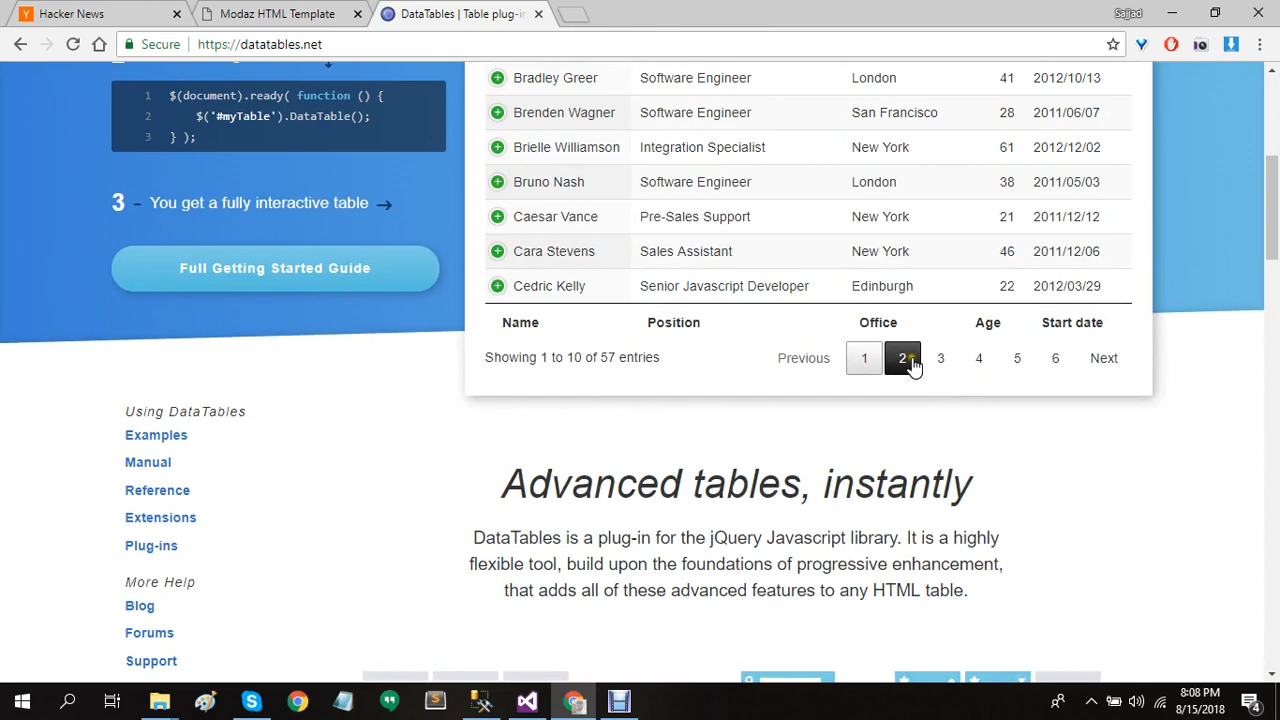 Hacker News
Modaz HTML Template
DataTables | Table plug-in
Sajjad
Secure
https://datatables.net
1 $(document).ready( function () {
2 $('#myTable').DataTable();
3 } );
3 – You get a fully interactive table →
Full Getting Started Guide
Bradley Greer Software Engineer London 41 2012/10/13
Brenden Wagner Software Engineer San Francisco 28 2011/06/07
Brielle Williamson Integration Specialist New York 61 2012/12/02
Bruno Nash Software Engineer London 38 2011/05/03
Caesar Vance Pre-Sales Support New York 21 2011/12/12
Cara Stevens Sales Assistant New York 46 2011/12/06
Cedric Kelly Senior Javascript Developer Edinburgh 22 2012/03/29
Name Position Office Age Start date
Showing 1 to 10 of 57 entries
Previous 1 2 3 4 5 6 Next
Using DataTables
Examples
Manual
Reference
Extensions
Plug-ins
More Help
Blog
Forums
Support
Advanced tables, instantly
DataTables is a plug-in for the jQuery Javascript library. It is a highly
flexible tool, build upon the foundations of progressive enhancement,
that adds all of these advanced features to any HTML table.
8:08 PM
8/15/2018
4